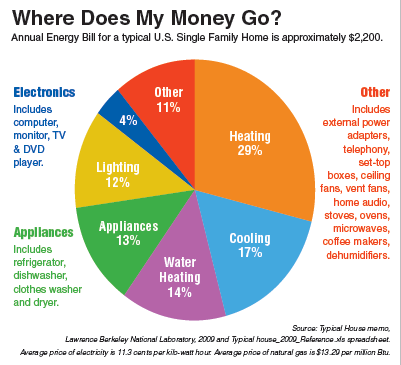 Where Does My Money Go?
Annual Energy Bill for a typical U.S. Single Family Home is approximately $2,200.
Electronics
Includes
computer,
monitor, TV
& DVD
player.
Appliances
Includes
refrigerator,
dishwasher,
clothes washer
and dryer.
Other
11%
4%
Lighting
12%
Appliances
13%
Water
Heating
14%
Heating
29%
Cooling
17%
Other
Includes
external power
adapters,
telephony,
set-top
boxes, ceiling
fans, vent fans,
home audio,
stoves, ovens,
microwaves,
coffee makers,
dehumidifiers.
Source: Typical House memo,
Lawrence Berkeley National Laboratory, 2009 and Typical house_2009_Reference.xls spreadsheet.
Average price of electricity is 11.3 cents per kilo-watt hour. Average price of natural gas is $13.29 per million Btu.